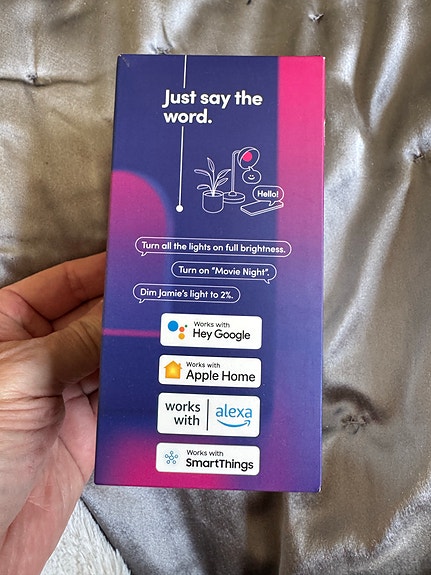 Just say the
word.
Hello!
Turn all the lights on full brightness.
Turn on "Movie Night".
Dim Jamie's light to 2%.
Works with
Hey Google
Works with
Apple Home
works
with
alexa
Works with
SmartThings